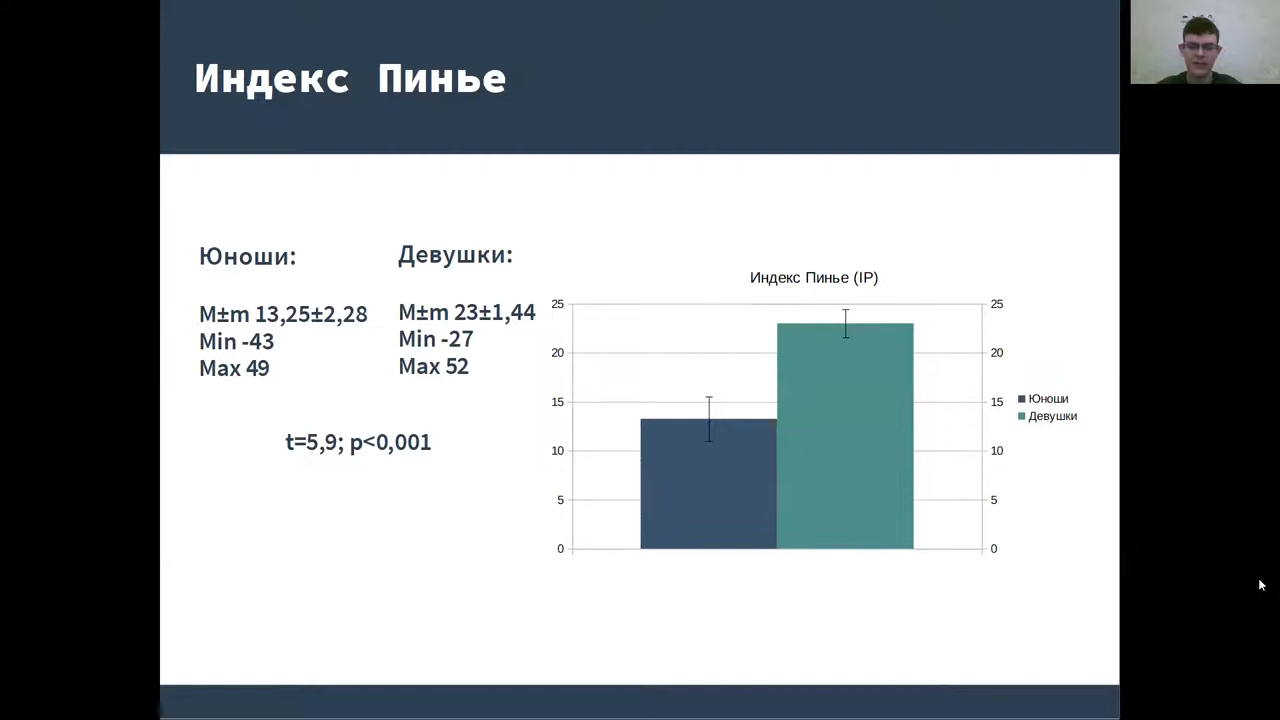 Индекс Пинье
Юноши:
M±m 13,25±2,28
Min -43
Max 49
Девушки:
M±m 23±1,44
Min -27
Max 52
t=5,9; p<0,001
Индекс Пинье (IP)
25
20
15
10
5
0
25
20
15
10
5
0
Юноши
Девушки